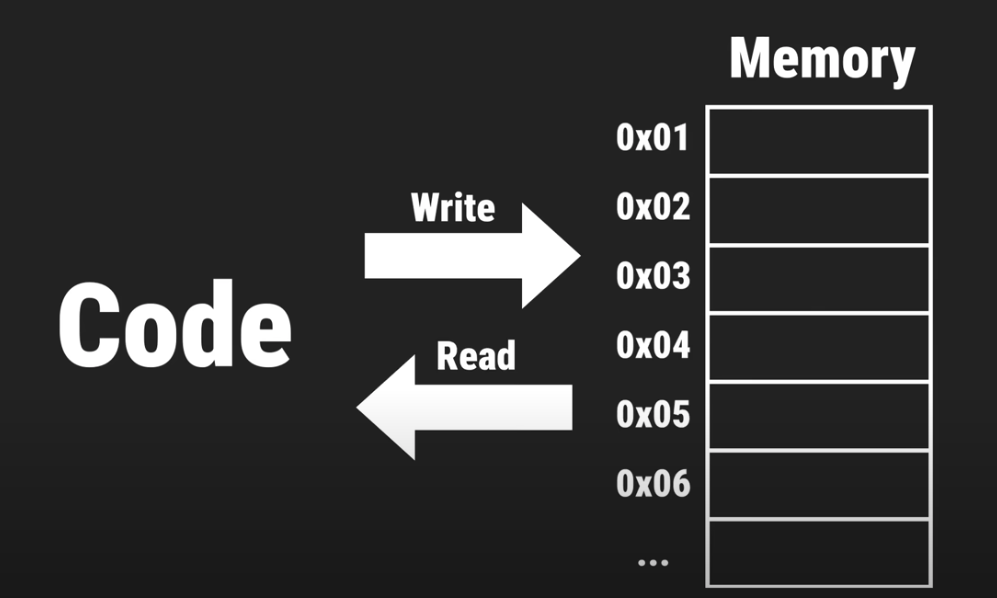 Memory
0x01
Write
0x02
0x03
Code
Read
0x04
0x05
0x06
...